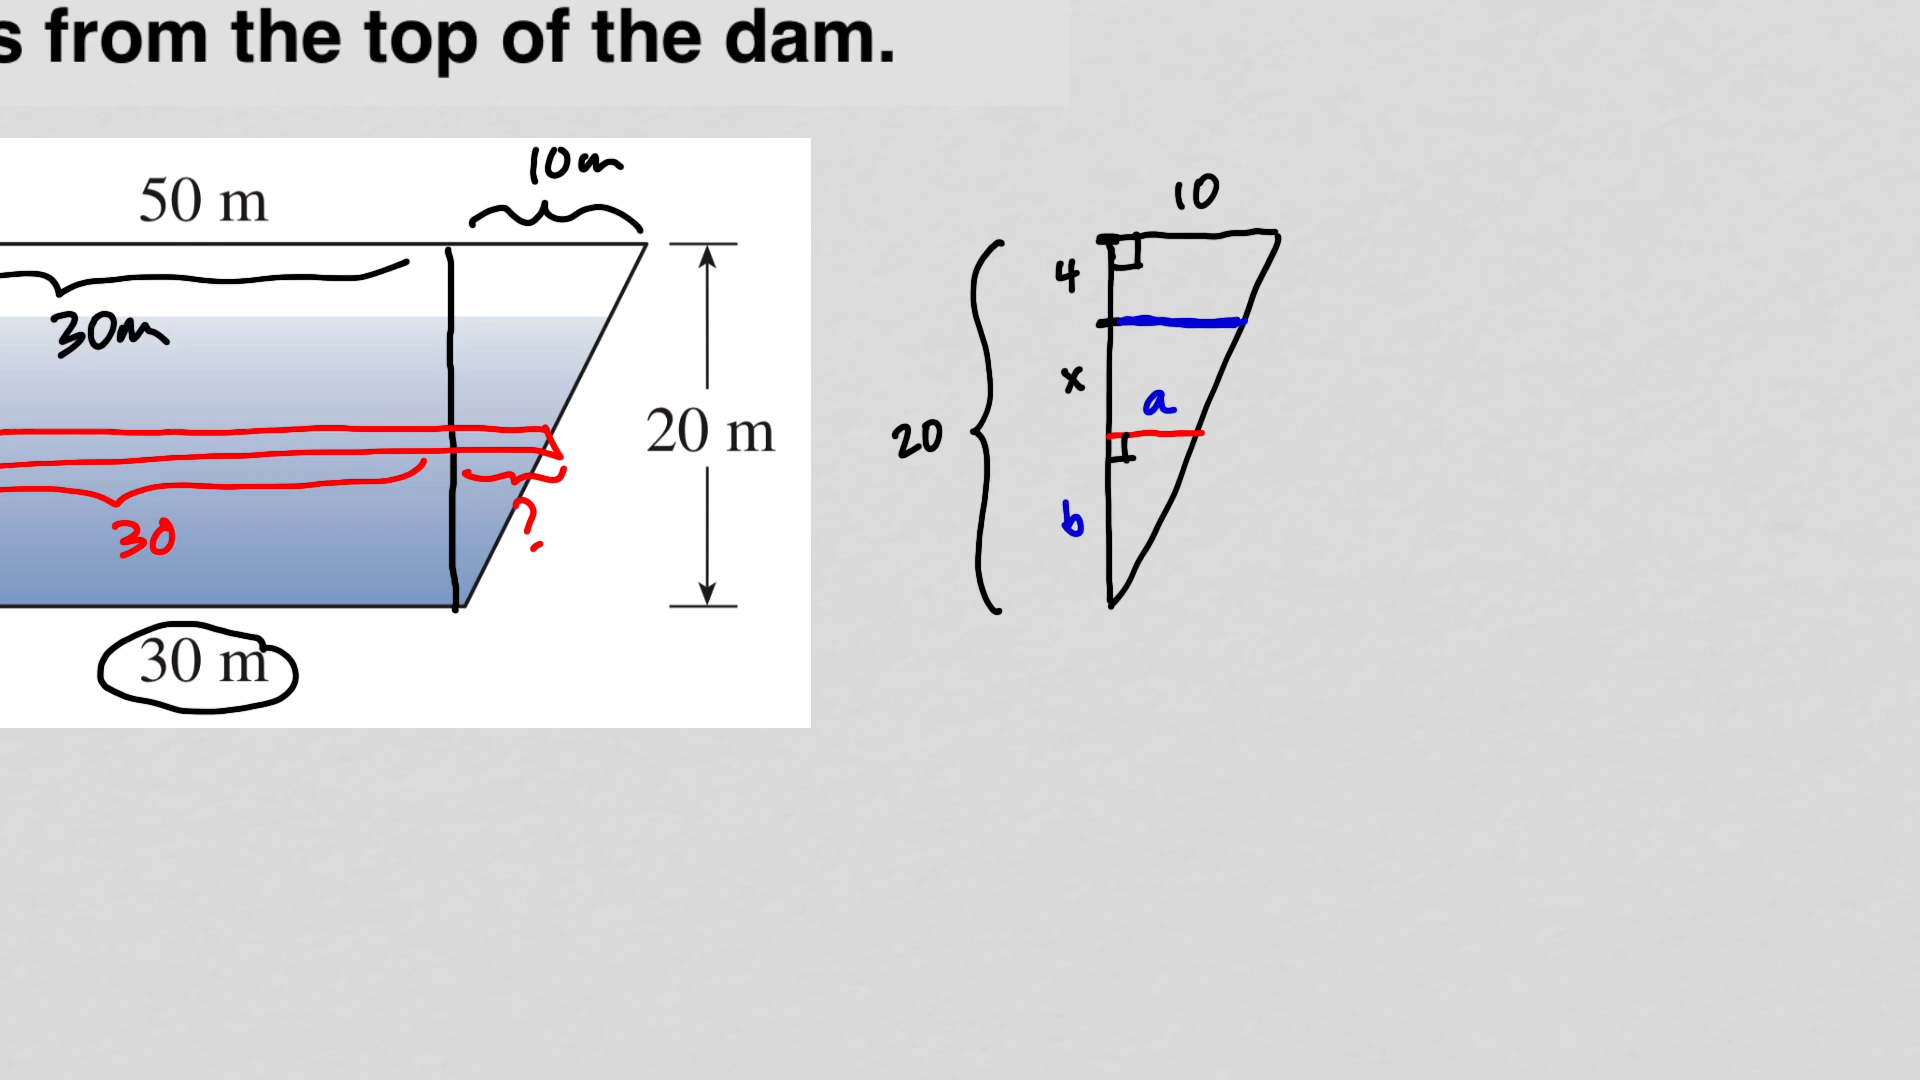 s from the top of the dam.
10m
50 m
30m
20 m
30
?
30 m
10
4
x
a
20
b